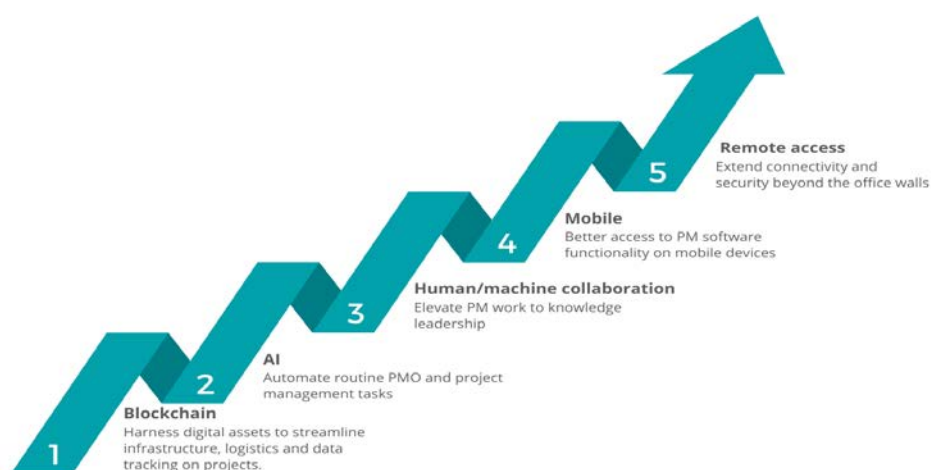 5
Remote access
Extend connectivity and
security beyond the office walls
4
Mobile
Better access to PM software
functionality on mobile devices
3
Human/machine collaboration
Elevate PM work to knowledge
leadership
2
AI
Automate routine PMO and project
management tasks
1
Blockchain
Harness digital assets to streamline
infrastructure, logistics and data
tracking on projects.